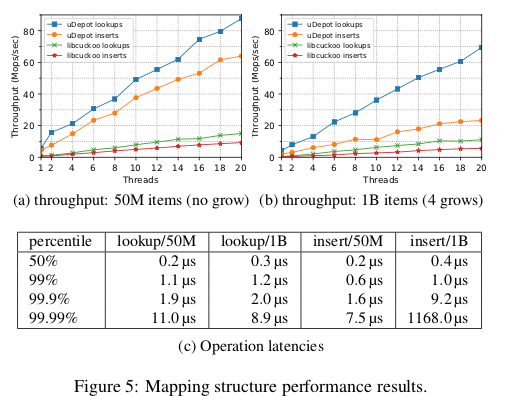 uDepot lookups
uDepot inserts
libcuckoo lookups
libcuckoo inserts
Throughput (Mops/sec)
80
60
40
20
0
1 2 4 6 8 10 12 14 16 18 20
Threads
uDepot lookups
uDepot inserts
libcuckoo lookups
libcuckoo inserts
Throughput (Mops/sec)
80
60
40
20
0
1 2 4 6 8 10 12 14 16 18 20
Threads
(a) throughput: 50M items (no grow)
(b) throughput: 1B items (4 grows)
percentile lookup/50M lookup/1B insert/50M insert/1B
50% 0.2 µs 0.3 µs 0.2 µs 0.4 µs
99% 1.1 µs 1.2 µs 0.6 µs 1.0 µs
99.9% 1.9 µs 2.0 µs 1.6 µs 9.2 µs
99.99% 11.0 µs 8.9 µs 7.5 µs 1168.0 µs
(c) Operation latencies
Figure 5: Mapping structure performance results.